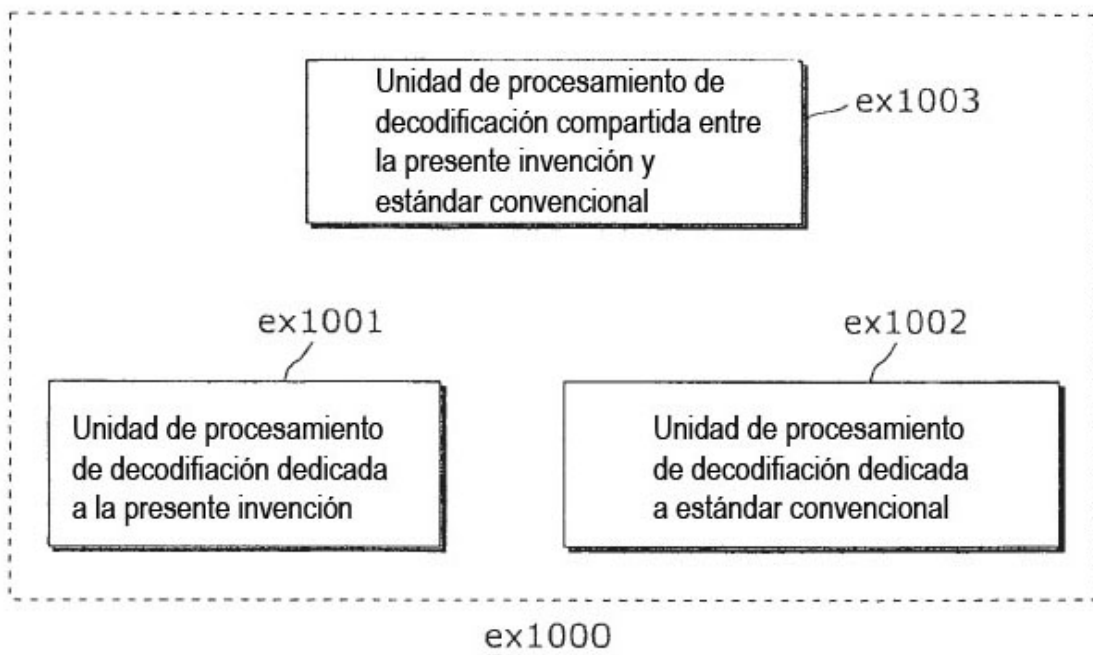 Unidad de procesamiento de
decodificación compartida entre
la presente invención y
estándar convencional
ex1003
ex1001
Unidad de procesamiento
de decodifiación dedicada
a la presente invención
ex1002
Unidad de procesamiento
de decodifiación dedicada
a estándar convencional
ex1000